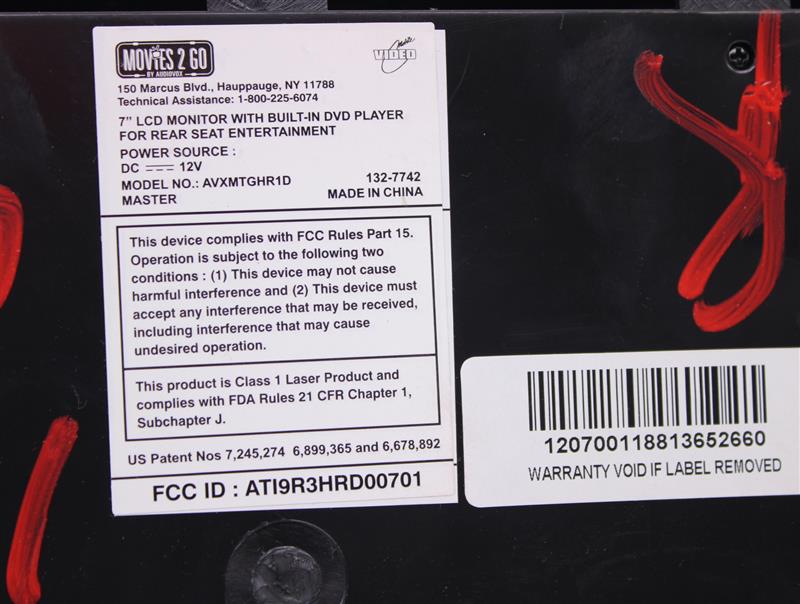 MOVIES 2 GO
BY AUDIOVOX
Mobile
VIDEO
150 Marcus Blvd., Hauppauge, NY 11788
Technical Assistance: 1-800-225-6074
7" LCD MONITOR WITH BUILT-IN DVD PLAYER
FOR REAR SEAT ENTERTAINMENT
POWER SOURCE :
DC 12V
MODEL NO.: AVXMTGHR1D 132-7742
MASTER MADE IN CHINA
This device complies with FCC Rules Part 15.
Operation is subject to the following two
conditions : (1) This device may not cause
harmful interference and (2) This device must
accept any interference that may be received,
including interference that may cause
undesired operation.
This product is Class 1 Laser Product and
complies with FDA Rules 21 CFR Chapter 1,
Subchapter J.
US Patent Nos 7,245,274 6,899,365 and 6,678,892
FCC ID : ATI9R3HRD00701
120700118813652660
WARRANTY VOID IF LABEL REMOVED